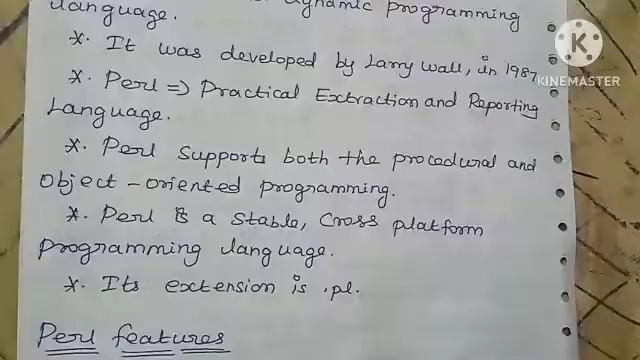 language. dynamic programming
*. It was developed by Larry Wall, in 1987
*. Perl => Practical Extraction and Reporting
Language.
*. Perl supports both the procedural and
object-oriented programming.
*. Perl is a stable, cross platform
programming language.
*. Its extension is .pl.
Perl features
KINEMASTER